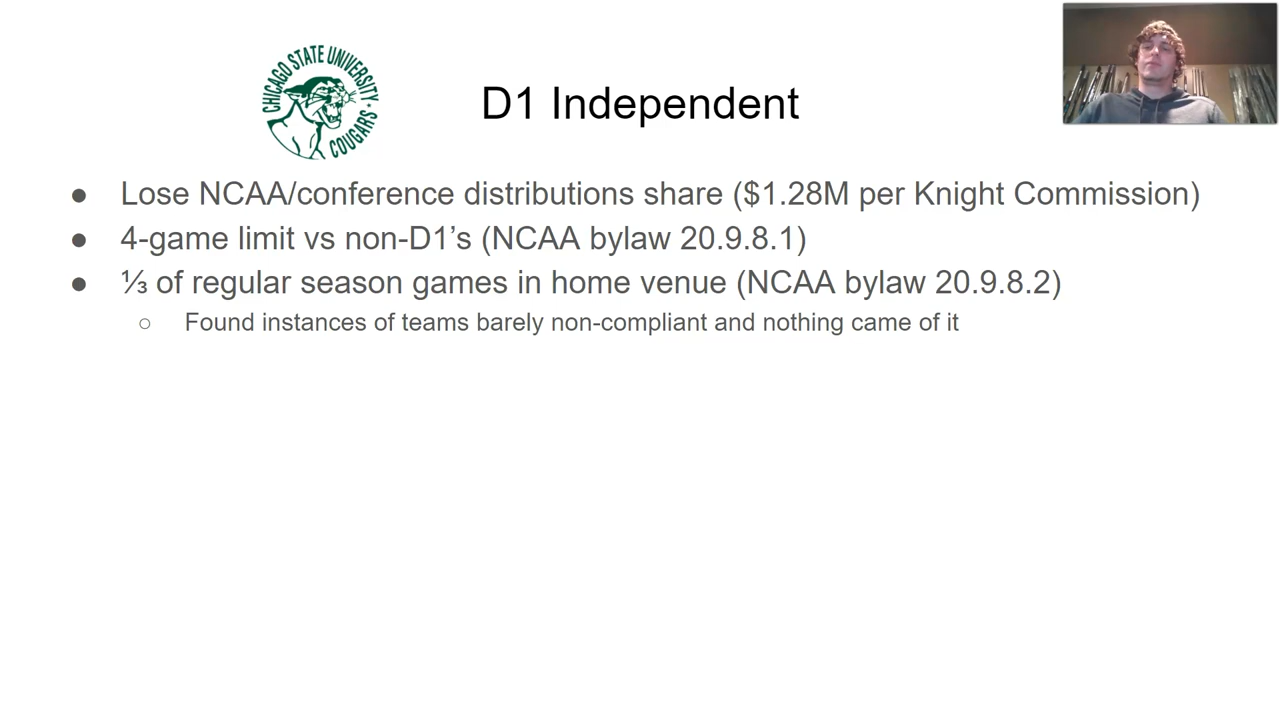 CHICAGO STATE UNIVERSITY
COUGARS
D1 Independent
● Lose NCAA/conference distributions share ($1.28M per Knight Commission)
● 4-game limit vs non-D1’s (NCAA bylaw 20.9.8.1)
● ⅓ of regular season games in home venue (NCAA bylaw 20.9.8.2)
○ Found instances of teams barely non-compliant and nothing came of it